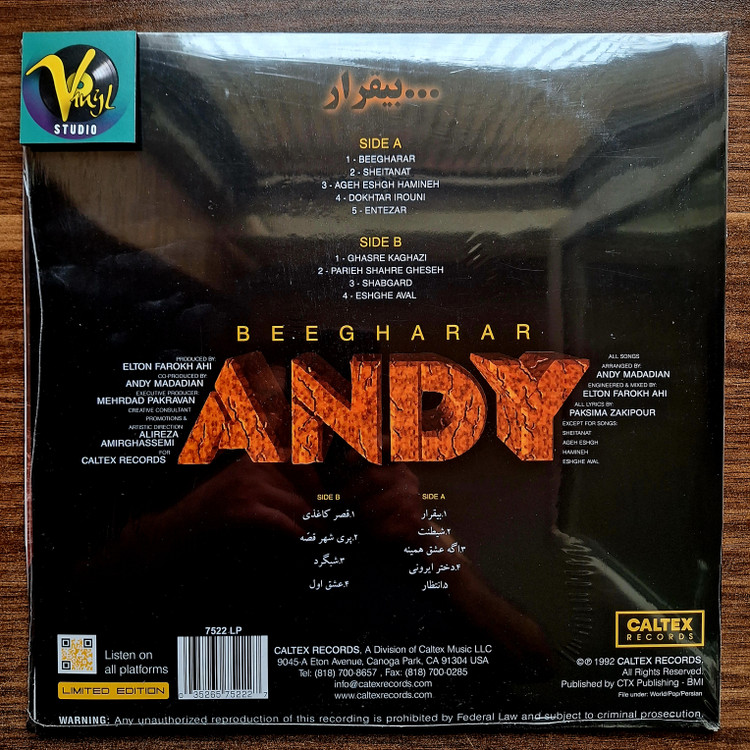 Vinyl
STUDIO
بیقرار...
SIDE A
1 - BEEGHARAR
2 - SHEITANAT
3 - AGEH ESHGH HAMINEH
4 - DOKHTAR IROUNI
5 - ENTEZAR
SIDE B
1 - GHASRE KAGHAZI
2 - PARIEH SHAHRE GHESEH
3 - SHABGARD
4 - ESHGHE AVAL
BEEGHARAR
ANDY
PRODUCED BY:
ELTON FAROKH AHI
CO-PRODUCED BY:
ANDY MADADIAN
EXECUTIVE PRODUCER:
MEHRDAD PAKRAVAN
CREATIVE CONSULTANT
PROMOTIONS &
ARTISTIC DIRECTION
ALIREZA
AMIRGHASSEMI
FOR
CALTEX RECORDS
ALL SONGS
ARRANGED BY:
ANDY MADADIAN
ENGINEERED & MIXED BY:
ELTON FAROKH AHI
ALL LYRICS BY:
PAKSIMA ZAKIPOUR
EXCEPT FOR SONGS:
SHEITANAT
AGEH ESHGH
HAMINEH
ESHGHE AVAL
SIDE B
۱.قصر کاغذی
۲.پری شهر قصّه
۳.شبگرد
۴.عشق اول
SIDE A
۱.بیقرار
۲.شیطنت
۳.اگه عشق همینه
۴.دختر ایرونی
۵.انتظار
Listen on
all platforms
LIMITED EDITION
7522 LP
0 35265 75222 7
CALTEX RECORDS, A Division of Caltex Music LLC
9045-A Eton Avenue, Canoga Park, CA 91304 USA
Tel: (818) 700-8657 , Fax: (818) 700-0285
info@caltexrecords.com
www.caltexrecords.com
CALTEX
RECORDS
©℗ 1992 CALTEX RECORDS.
All Rights Reserved.
Published by CTX Publishing - BMI
File under: World/Pop/Persian
WARNING: Any unauthorized reproduction of this recording is prohibited by Federal Law and subject to criminal prosecution.